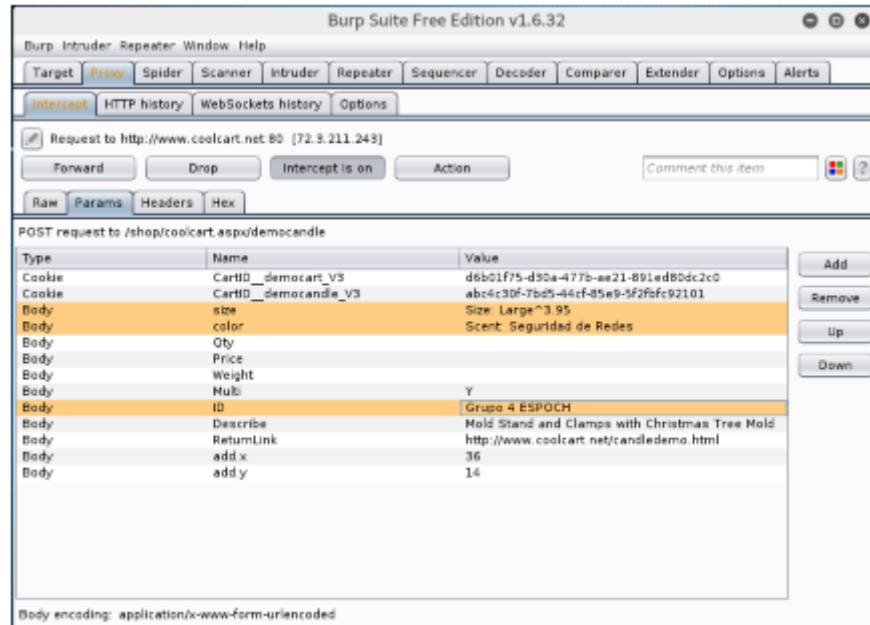 Burp Suite Free Edition v1.6.32
Burp Intruder Repeater Window Help
Target Proxy Spider Scanner Intruder Repeater Sequencer Decoder Comparer Extender Options Alerts
Intercept HTTP history WebSockets history Options
Request to http://www.coolcart.net:80 [72.3.211.243]
Forward Drop Intercept is on Action Comment this item ?
Raw Params Headers Hex
POST request to /shop/coolcart.aspx/democandle
Type Name Value
Cookie CartID__democart_V3 d6b01f75-d30a-477b-ae21-891ed80dc2c0
Cookie CartID__democandle_V3 abc4c30f-7bd5-44cf-85e9-5f2fbfc92101
Body size Size: Large^3.95
Body color Scent: Seguridad de Redes
Body Qty
Body Price
Body Weight
Body Multi Y
Body ID Grupo 4 ESPOCH
Body Describe Mold Stand and Clamps with Christmas Tree Mold
Body ReturnLink http://www.coolcart.net/candledemo.html
Body add.x 36
Body add.y 14
Add
Remove
Up
Down
Body encoding: application/x-www-form-urlencoded